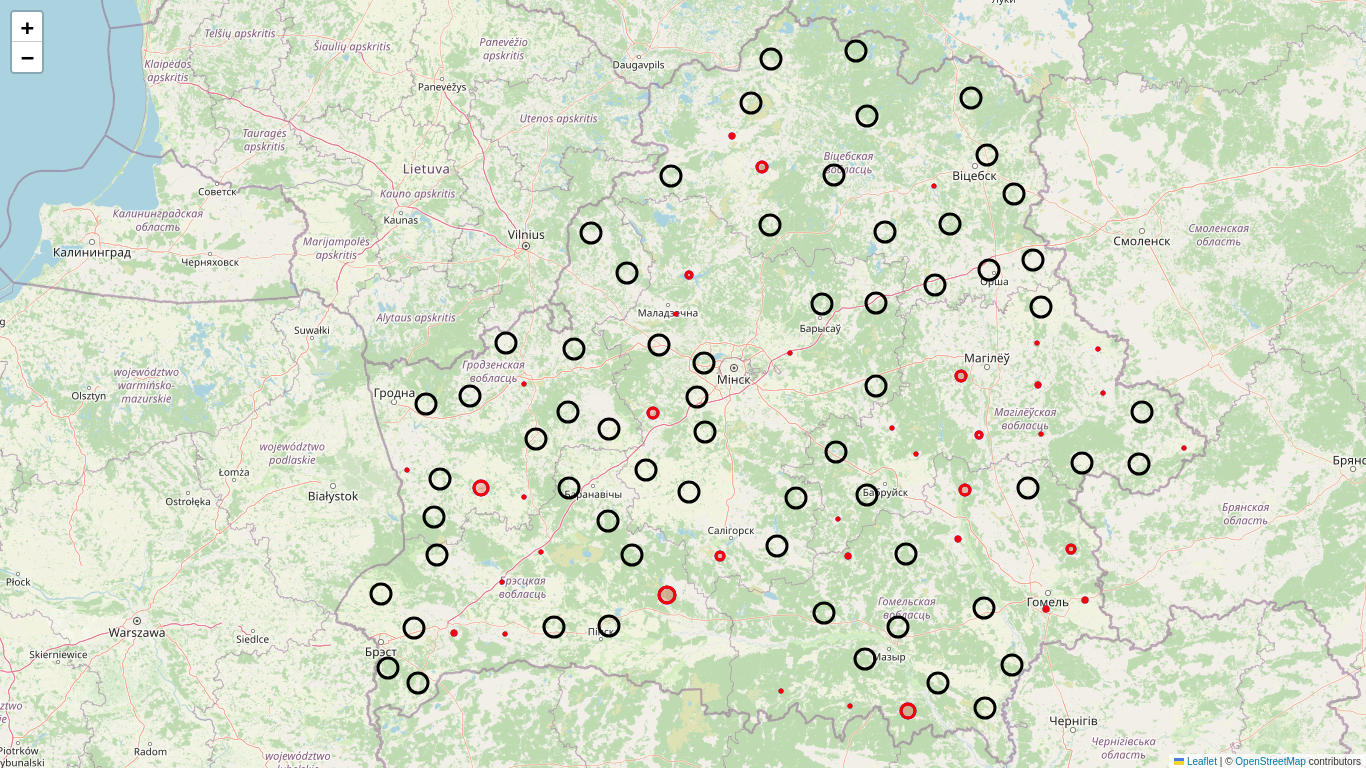 +
−
Луки
Telšių apskritis
Šiaulių apskritis
Panevėžio
apskritis
Klaipėdos
apskritis
Daugavpils
Panevėžys
Utenos apskritis
Tauragės
apskritis
Lietuva
Віцебская
вобласць
Віцебск
Советск
Kauno apskritis
Kaunas
Калининградская
область
Vilnius
Marijampolės
apskritis
Калининград
Черняховск
Смоленск
Смоленская
область
Орша
Alytaus apskritis
Маладзечна
Suwałki
Барысаў
Магілёў
Гродзенская
вобласць
Мінск
województwo
warmińsko-
mazurskie
Olsztyn
Гродна
Магілёўская
вобласць
województwo
podlaskie
Łomża
Ostrołęka
Białystok
Баранавічы
Бабруйск
Брянская
область
Салігорск
Płock
Брэсцкая
вобласць
Гомельская
вобласць
Гомель
Warszawa
Siedlce
Пінск
Skierniewice
Брэст
Мазыр
Чернігів
Radom
Чернігівська
область
województwo
Piotrków
Leaflet | © OpenStreetMap contributors